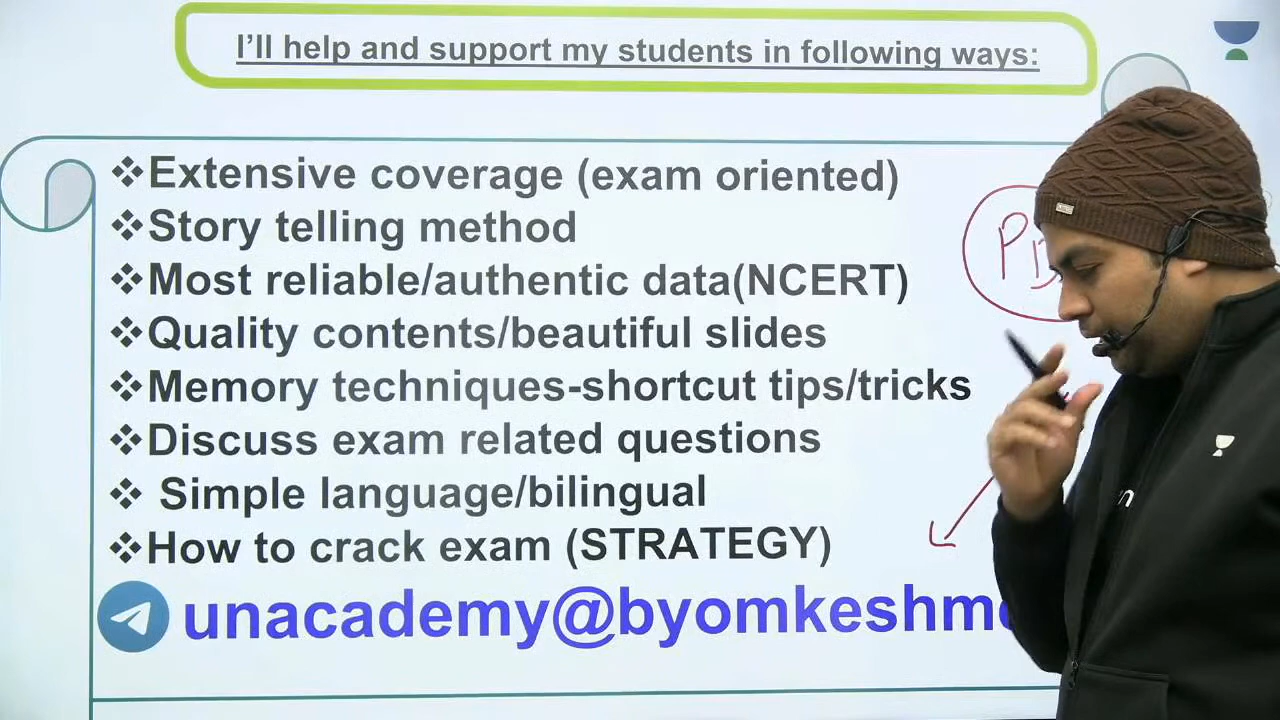 I'll help and support my students in following ways:
Extensive coverage (exam oriented)
Story telling method
Most reliable/authentic data(NCERT)
Quality contents/beautiful slides
Memory techniques-shortcut tips/tricks
Discuss exam related questions
Simple language/bilingual
How to crack exam (STRATEGY)